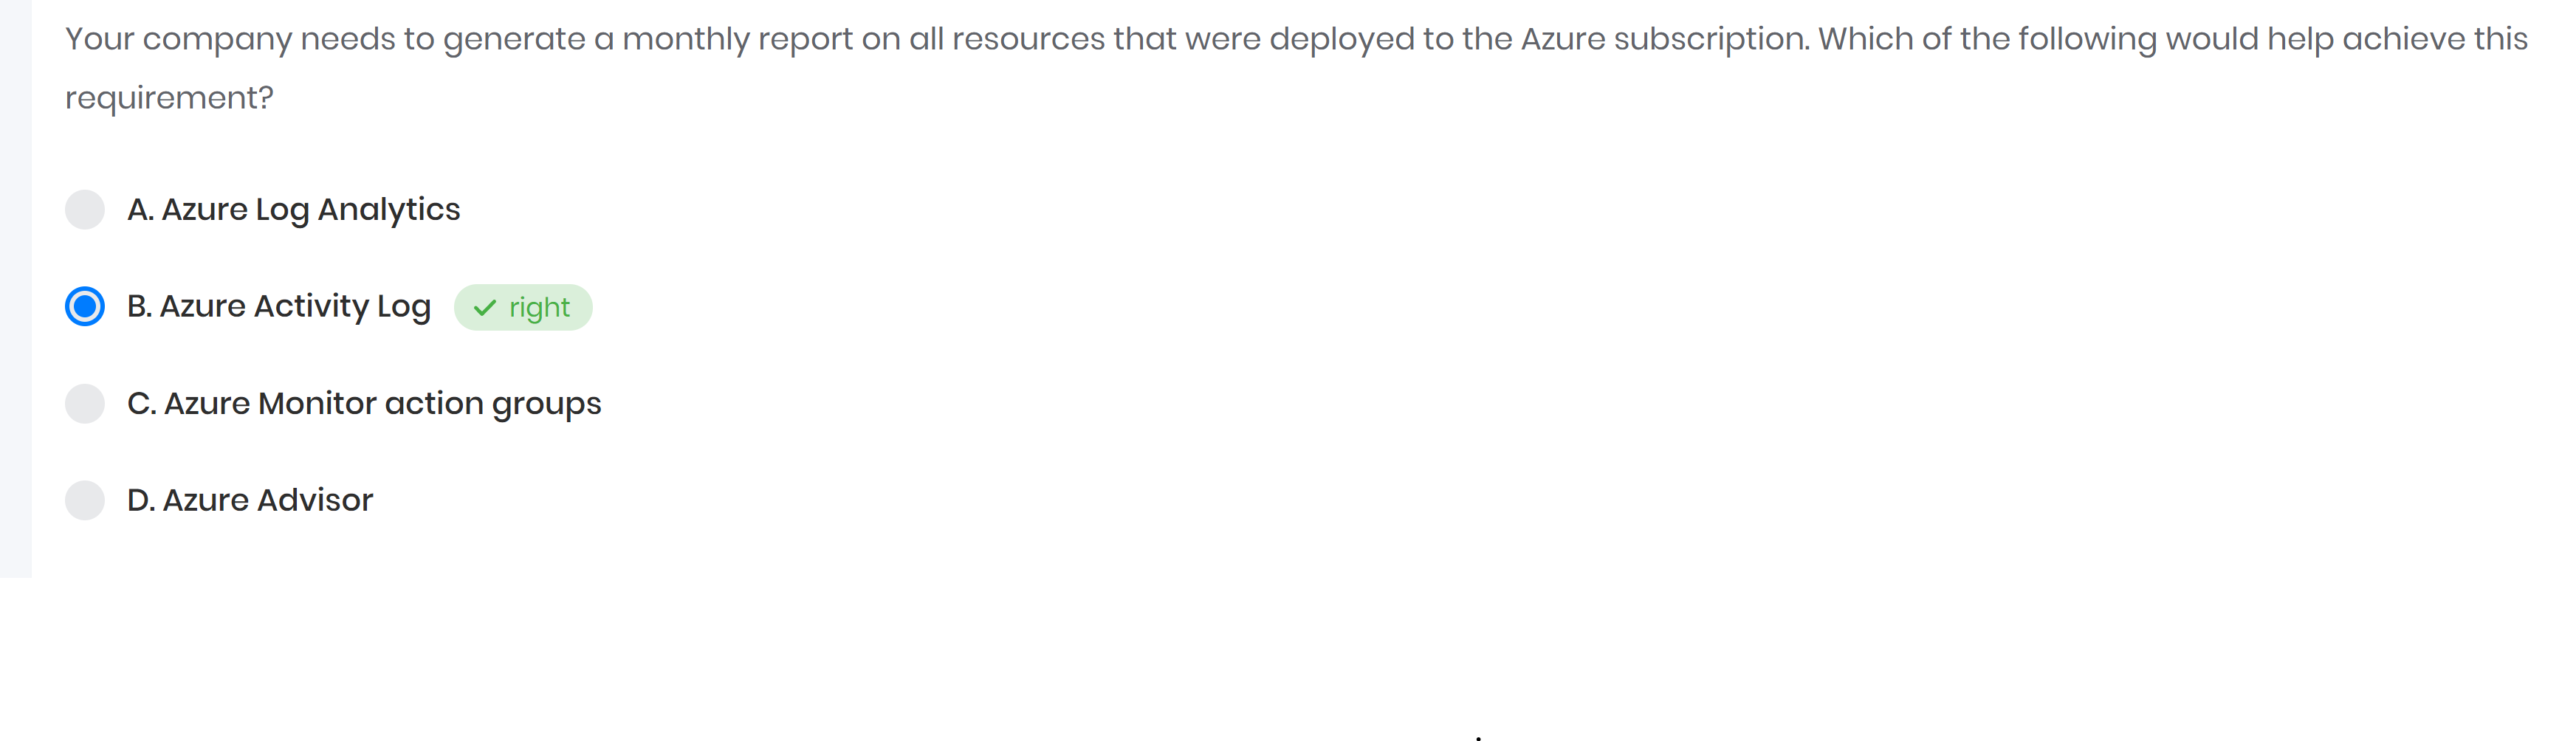 Your company needs to generate a monthly report on all resources that were deployed to the Azure subscription. Which of the following would help achieve this
requirement?
A. Azure Log Analytics
B. Azure Activity Log right
C. Azure Monitor action groups
D. Azure Advisor